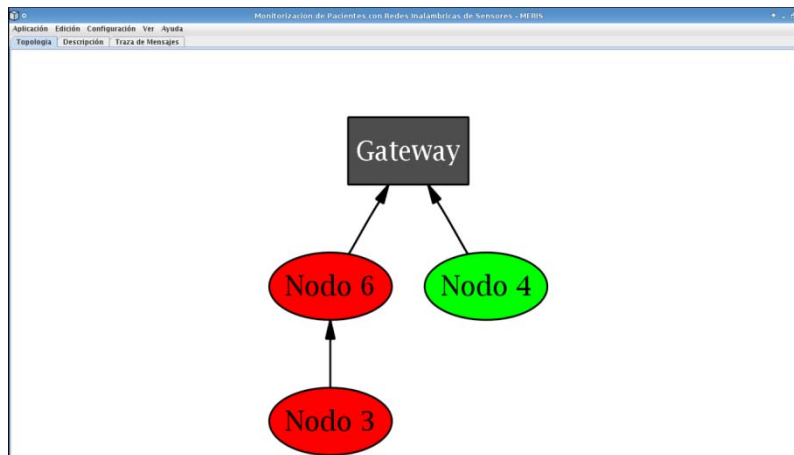 Monitorización de Pacientes con Redes Inalámbricas de Sensores - MERIS
Aplicación Edición Configuración Ver Ayuda
Topología Descripción Traza de Mensajes
Gateway
Nodo 6 Nodo 4
Nodo 3